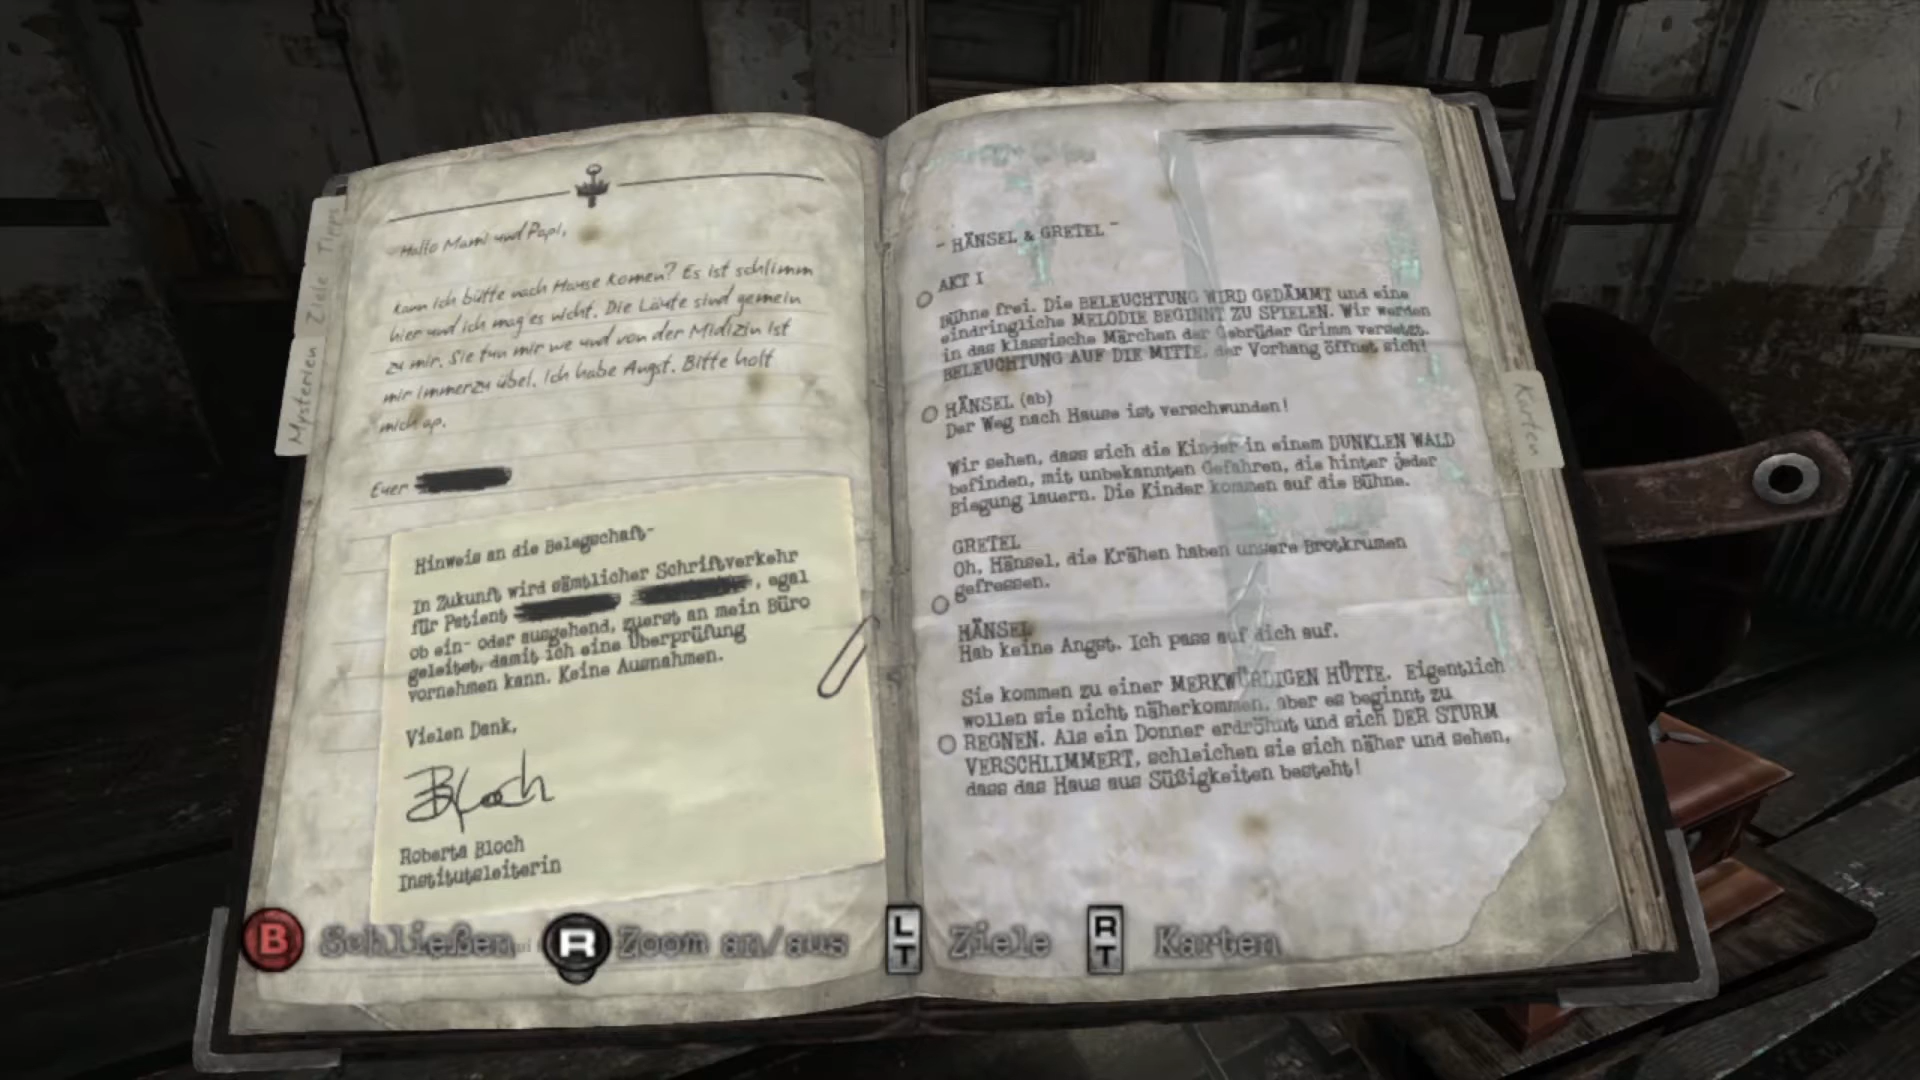 Tipps
Ziele
Mysterien
Hallo Mami und Papi,
kann ich bütte nach Hause komen? Es ist schlimm
hier und ich mag es nicht. Die Läute sind gemein
zu mir. Sie tun mir we und von der Midizin ist
mir immerzu übel. Ich habe Angst. Bitte holt
mich ap.
Euer
Hinweis an die Belegschaft-
In Zukunft wird sämtlicher Schriftverkehr
für Patient , egal
ob ein- oder ausgehend, zuerst an mein Büro
geleitet, damit ich eine Überprüfung
vornehmen kann. Keine Ausnahmen.
Vielen Dank,
BBloch
Roberta Bloch
Institutsleiterin
- HÄNSEL & GRETEL -
AKT I
Bühne frei. Die BELEUCHTUNG WIRD GEDÄMMT und eine
eindringliche MELODIE BEGINNT ZU SPIELEN. Wir werden
in das klassische Märchen der Gebrüder Grimm versetzt.
BELEUCHTUNG AUF DIE MITTE, der Vorhang öffnet sich!
HÄNSEL (ab)
Der Weg nach Hause ist verschwunden!
Wir sehen, dass sich die Kinder in einem DUNKLEN WALD
befinden, mit unbekannten Gefahren, die hinter jeder
Biegung lauern. Die Kinder kommen auf die Bühne.
GRETEL
Oh, Hänsel, die Krähen haben unsere Brotkrumen
gefressen.
HÄNSEL
Hab keine Angst. Ich pass auf dich auf.
Sie kommen zu einer MERKWÜRDIGEN HÜTTE. Eigentlich
wollen sie nicht näherkommen, aber es beginnt zu
REGNEN. Als ein Donner erdröhnt und sich DER STURM
VERSCHLIMMERT, schleichen sie sich näher und sehen,
dass das Haus aus Süßigkeiten besteht!
Karten
B Schließen R Zoom an/aus LT Ziele RT Karten